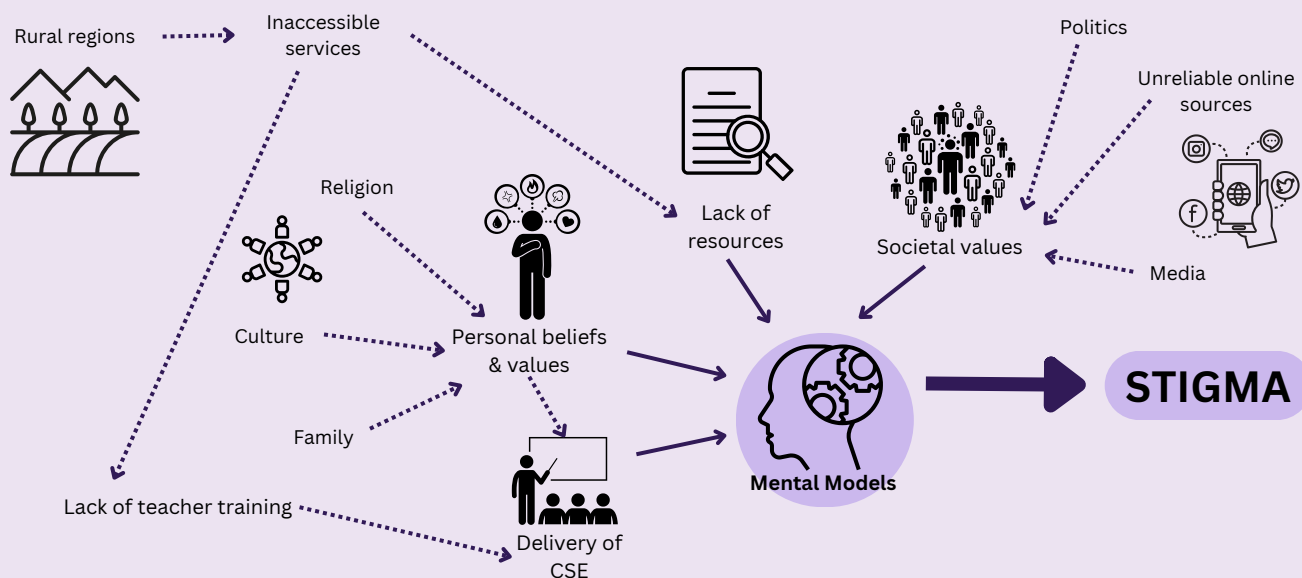 Rural regions
Inaccessible
services
Politics
Unreliable online
sources
Religion
Lack of
resources
Societal values
Media
Culture
Personal beliefs
& values
STIGMA
Family
Mental Models
Lack of teacher training
Delivery of
CSE